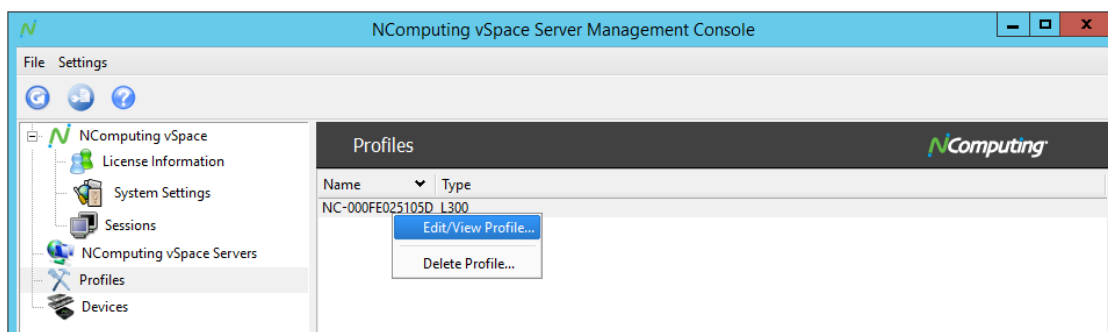 NComputing vSpace Server Management Console
File Settings
NComputing vSpace
License Information
System Settings
Sessions
NComputing vSpace Servers
Profiles
Devices
Profiles
NComputing
Name Type
NC-000FE025105D L300
Edit/View Profile...
Delete Profile...